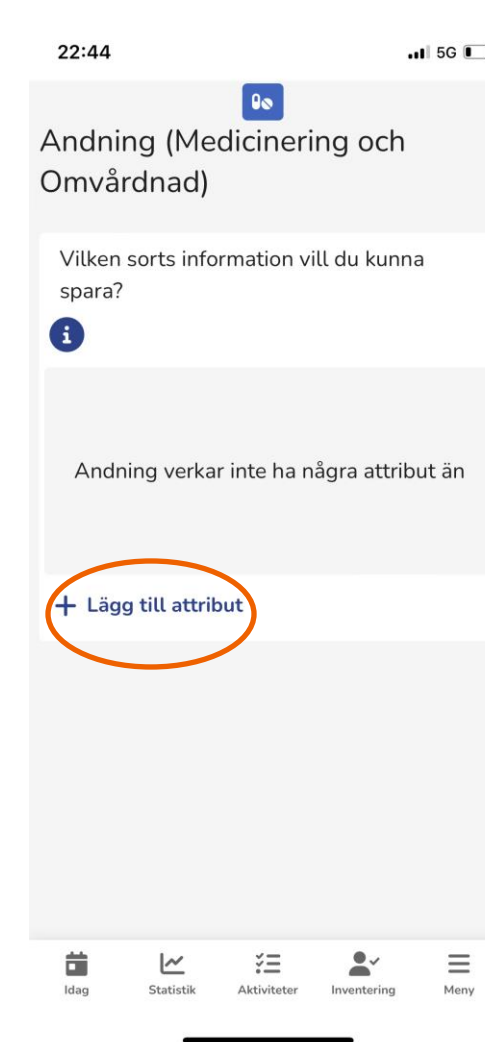 22:44
5G
Andning (Medicinering och
Omvårdnad)
Vilken sorts information vill du kunna
spara?
i
Andning verkar inte ha några attribut än
+ Lägg till attribut
Idag Statistik Aktiviteter Inventering Meny